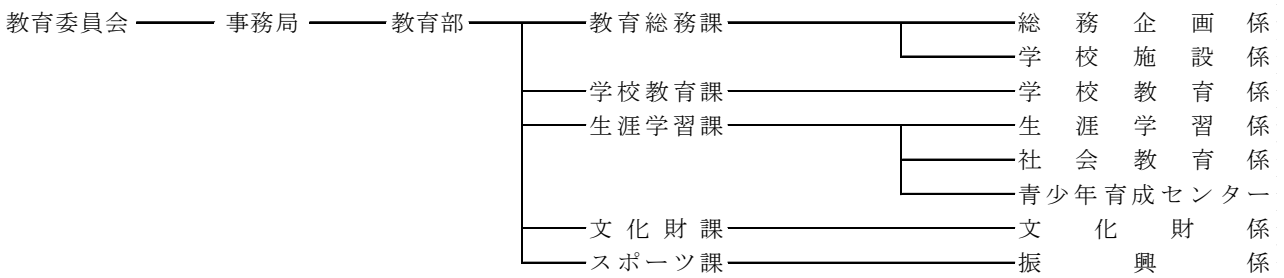 教育委員会 事務局 教育部 教育総務課 総務企画係
学校施設係
学校教育課 学校教育係
生涯学習課 生涯学習係
社会教育係
青少年育成センター
文化財課 文化財係
スポーツ課 振興係